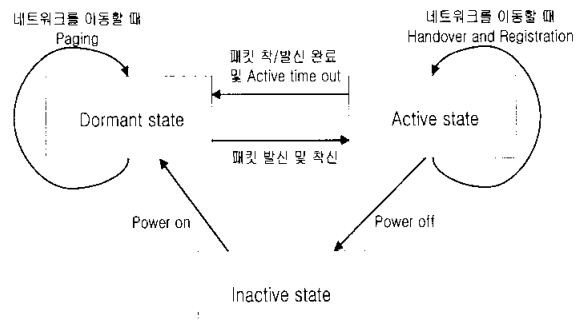 네트워크를 이동할 때
Paging
네트워크를 이동할 때
Handover and Registration
패킷 착/발신 완료
및 Active time out
Dormant state
Active state
패킷 발신 및 착신
Power on
Power off
Inactive state